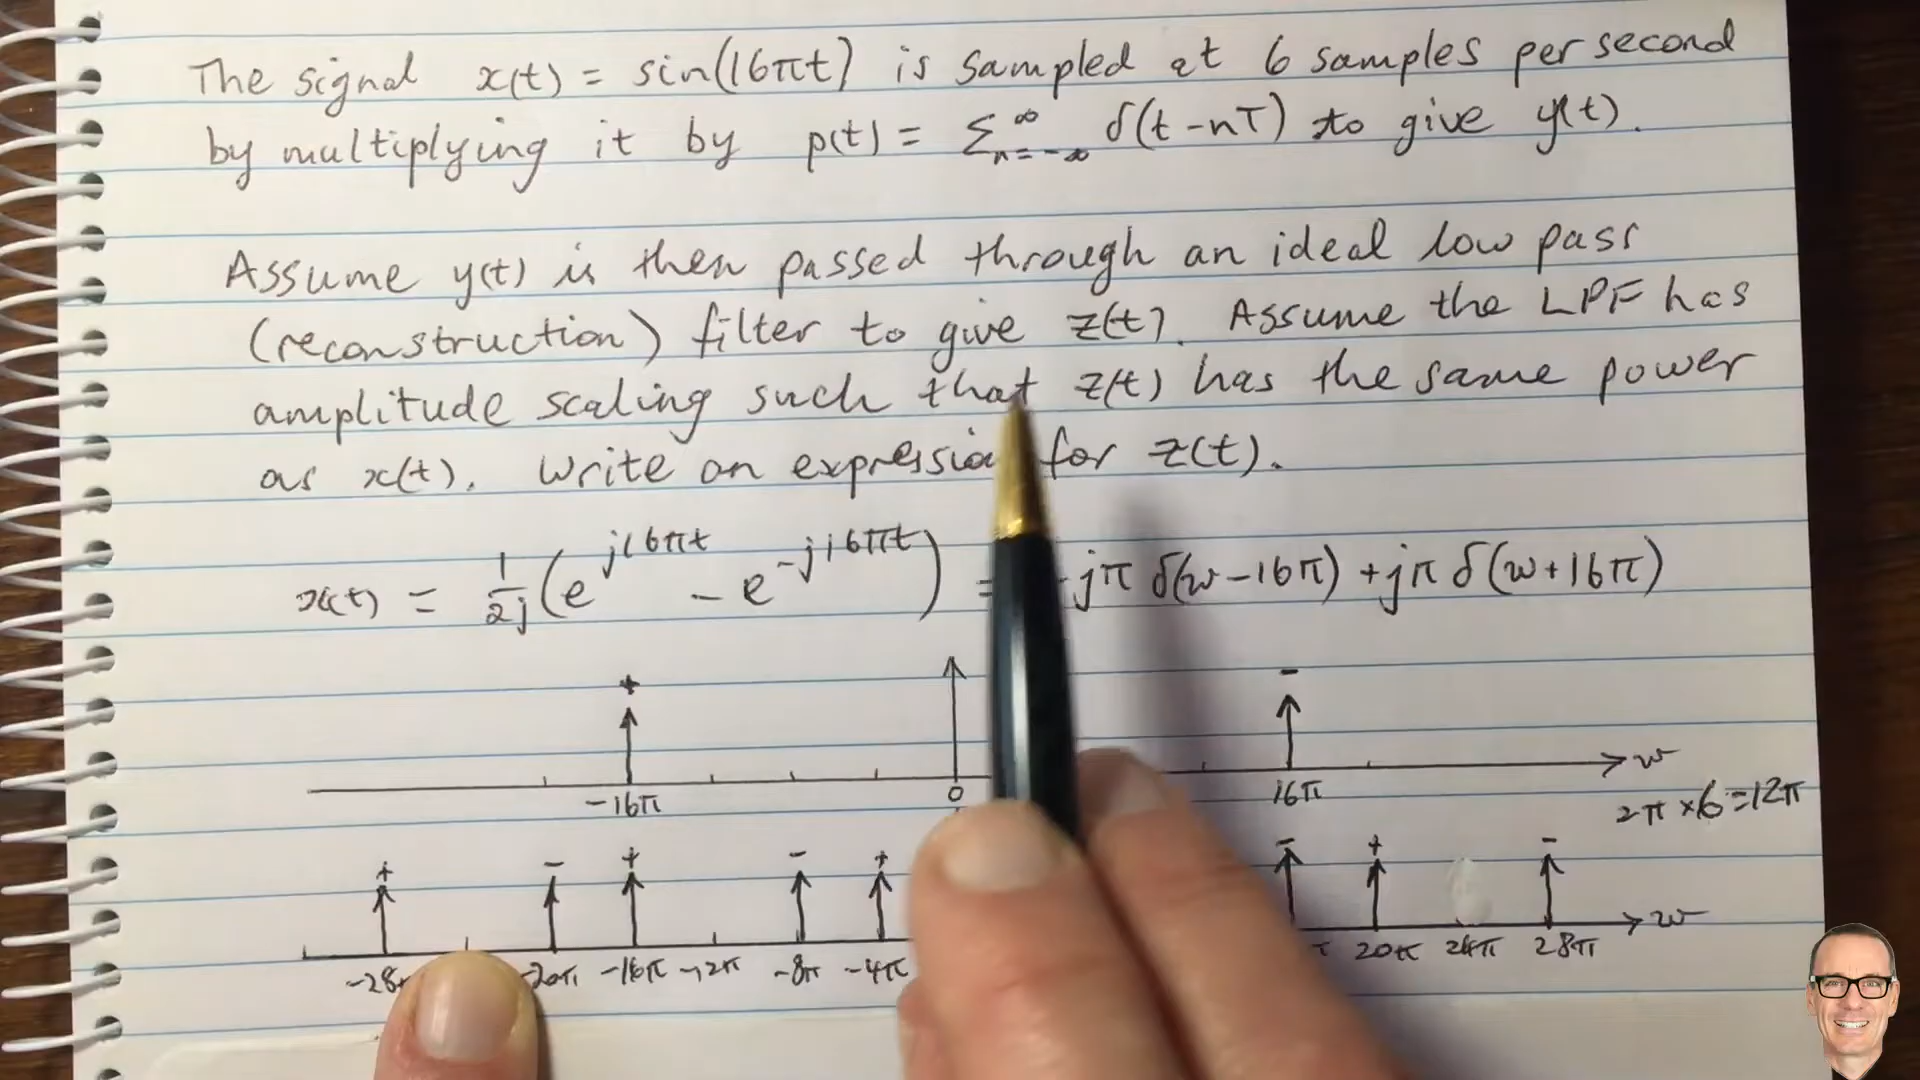 The signal x(t) = sin(16πt) is sampled at 6 samples per second
by multiplying it by p(t) = Σ_{n=-∞}^{∞} δ(t-nT) to give y(t).
Assume y(t) is then passed through an ideal low pass
(reconstruction) filter to give z(t). Assume the LPF has
amplitude scaling such that z(t) has the same power
as x(t). Write an expression for z(t).
x(t) = 1/2j (e^{j16πt} - e^{-j16πt}) = jπ δ(w-16π) + jπ δ(w+16π)
+ -
w
-16π 0 16π
2π×6=12π
+ - + - + - + -
w
-20π -16π -12π -8π -4π 20π 24π 28π